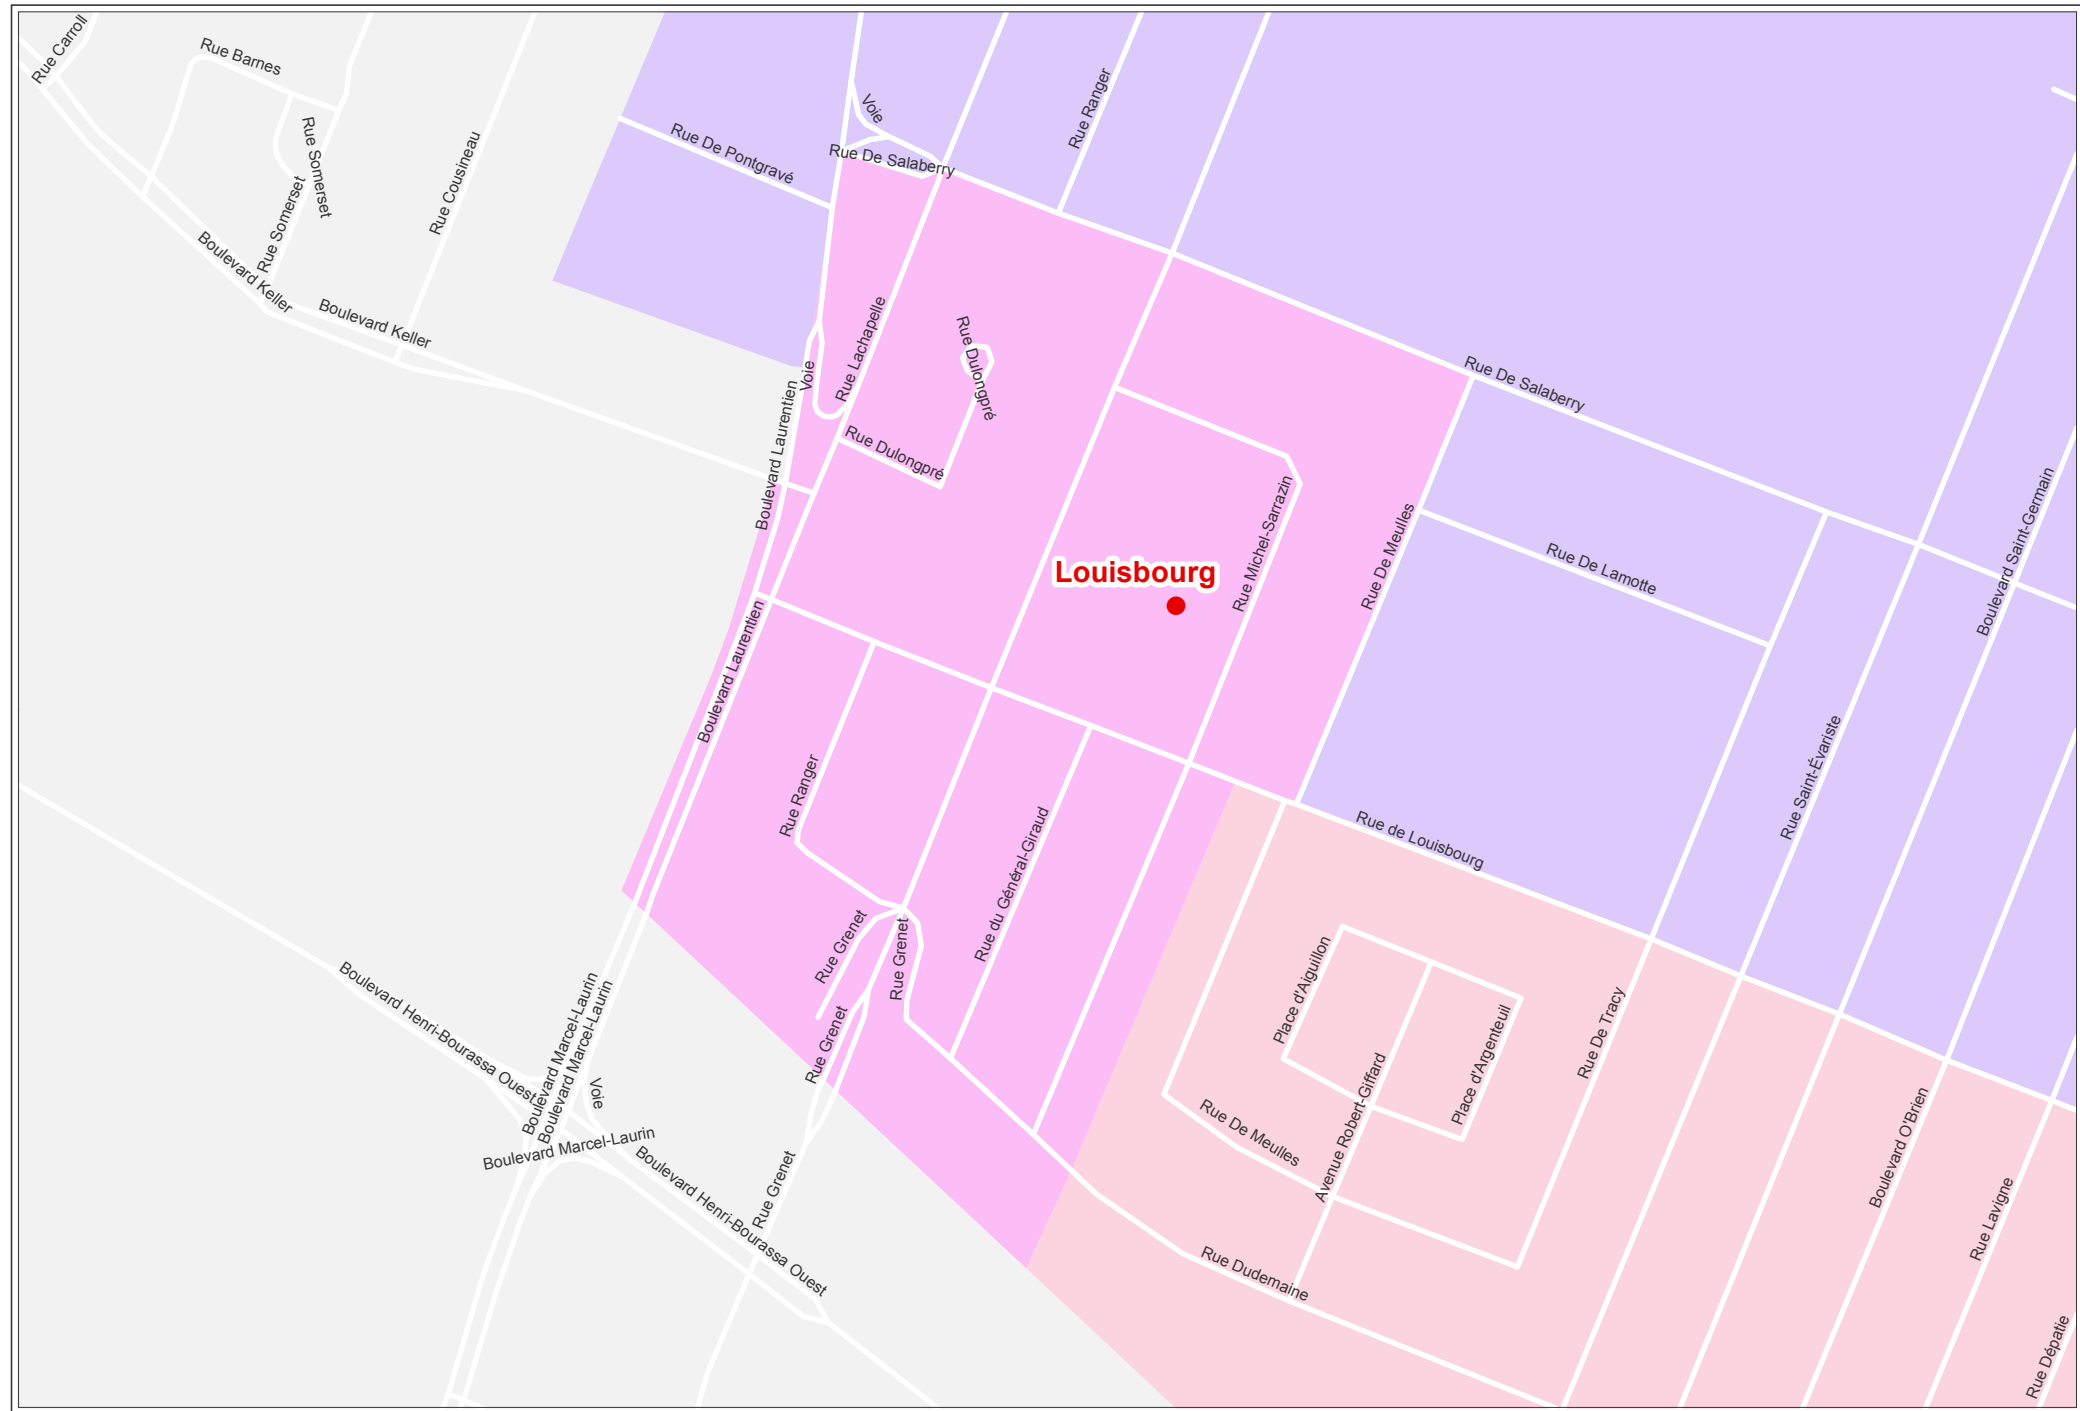 Rue Carroll
Rue Barnes
Rue Somerset
Rue Somerset
Rue Cousineau
Boulevard Keller
Boulevard Keller
Rue De Pontgravé
Voie
Rue De Salaberry
Rue Ranger
Rue Lachapelle
Voie
Boulevard Laurentien
Rue Dulongpré
Rue Dulongpré
Rue De Salaberry
Louisbourg
Rue Michel-Sarrazin
Rue De Meulles
Rue De Lamotte
Boulevard Saint-Germain
Boulevard Laurentien
Rue Ranger
Rue du Général-Giraud
Rue de Louisbourg
Rue Saint-Évariste
Rue Grenet
Rue Grenet
Rue Grenet
Rue Grenet
Boulevard Henri-Bourassa Ouest
Boulevard Marcel-Laurin
Boulevard Marcel-Laurin
Voie
Boulevard Marcel-Laurin
Boulevard Henri-Bourassa Ouest
Place d'Aiguillon
Place d'Argenteuil
Avenue Robert-Giffard
Rue De Tracy
Rue De Meulles
Rue Dudemaine
Boulevard O'Brien
Rue Lavigne
Rue Dépatie